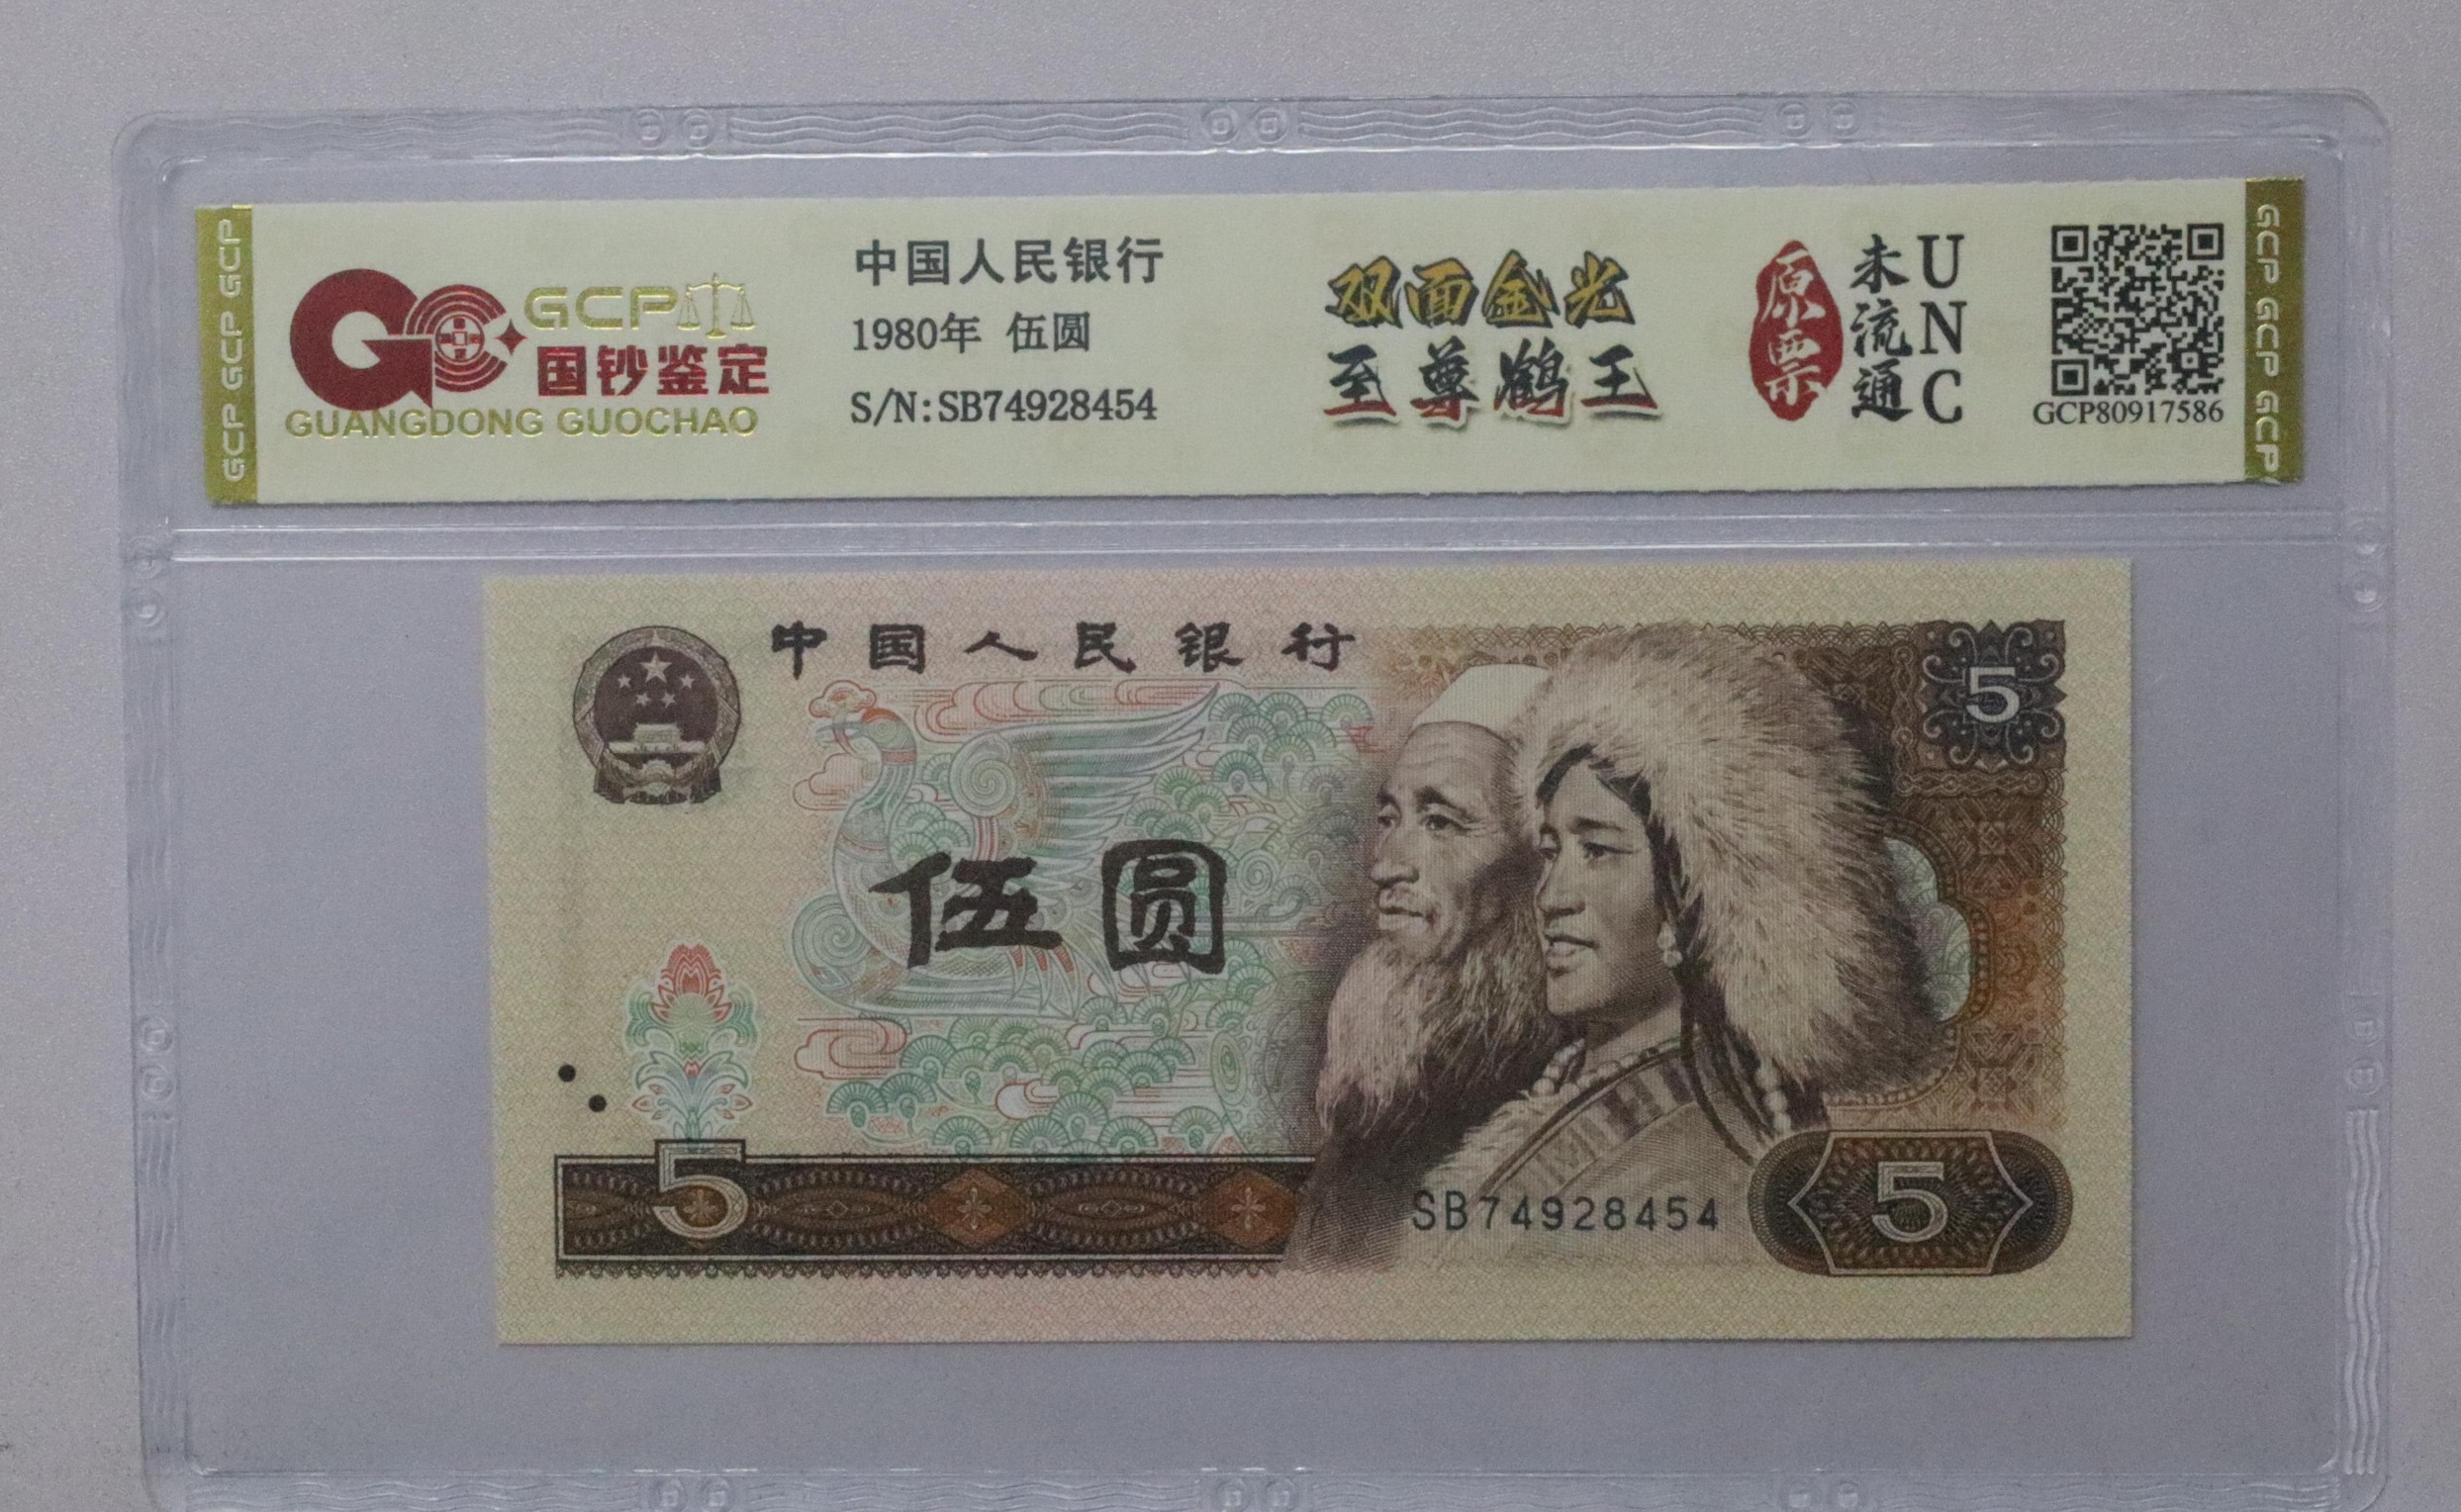 GCP GCP GCP
GCP
国钞鉴定
GUANGDONG GUOCHAO
中国人民银行
1980年 伍圆
S/N:SB74928454
双面金光
至尊鹤王
原票
未流通
UNC
GCP80917586
GCP GCP GCP
中国人民银行
5
伍圆
5
SB74928454
5